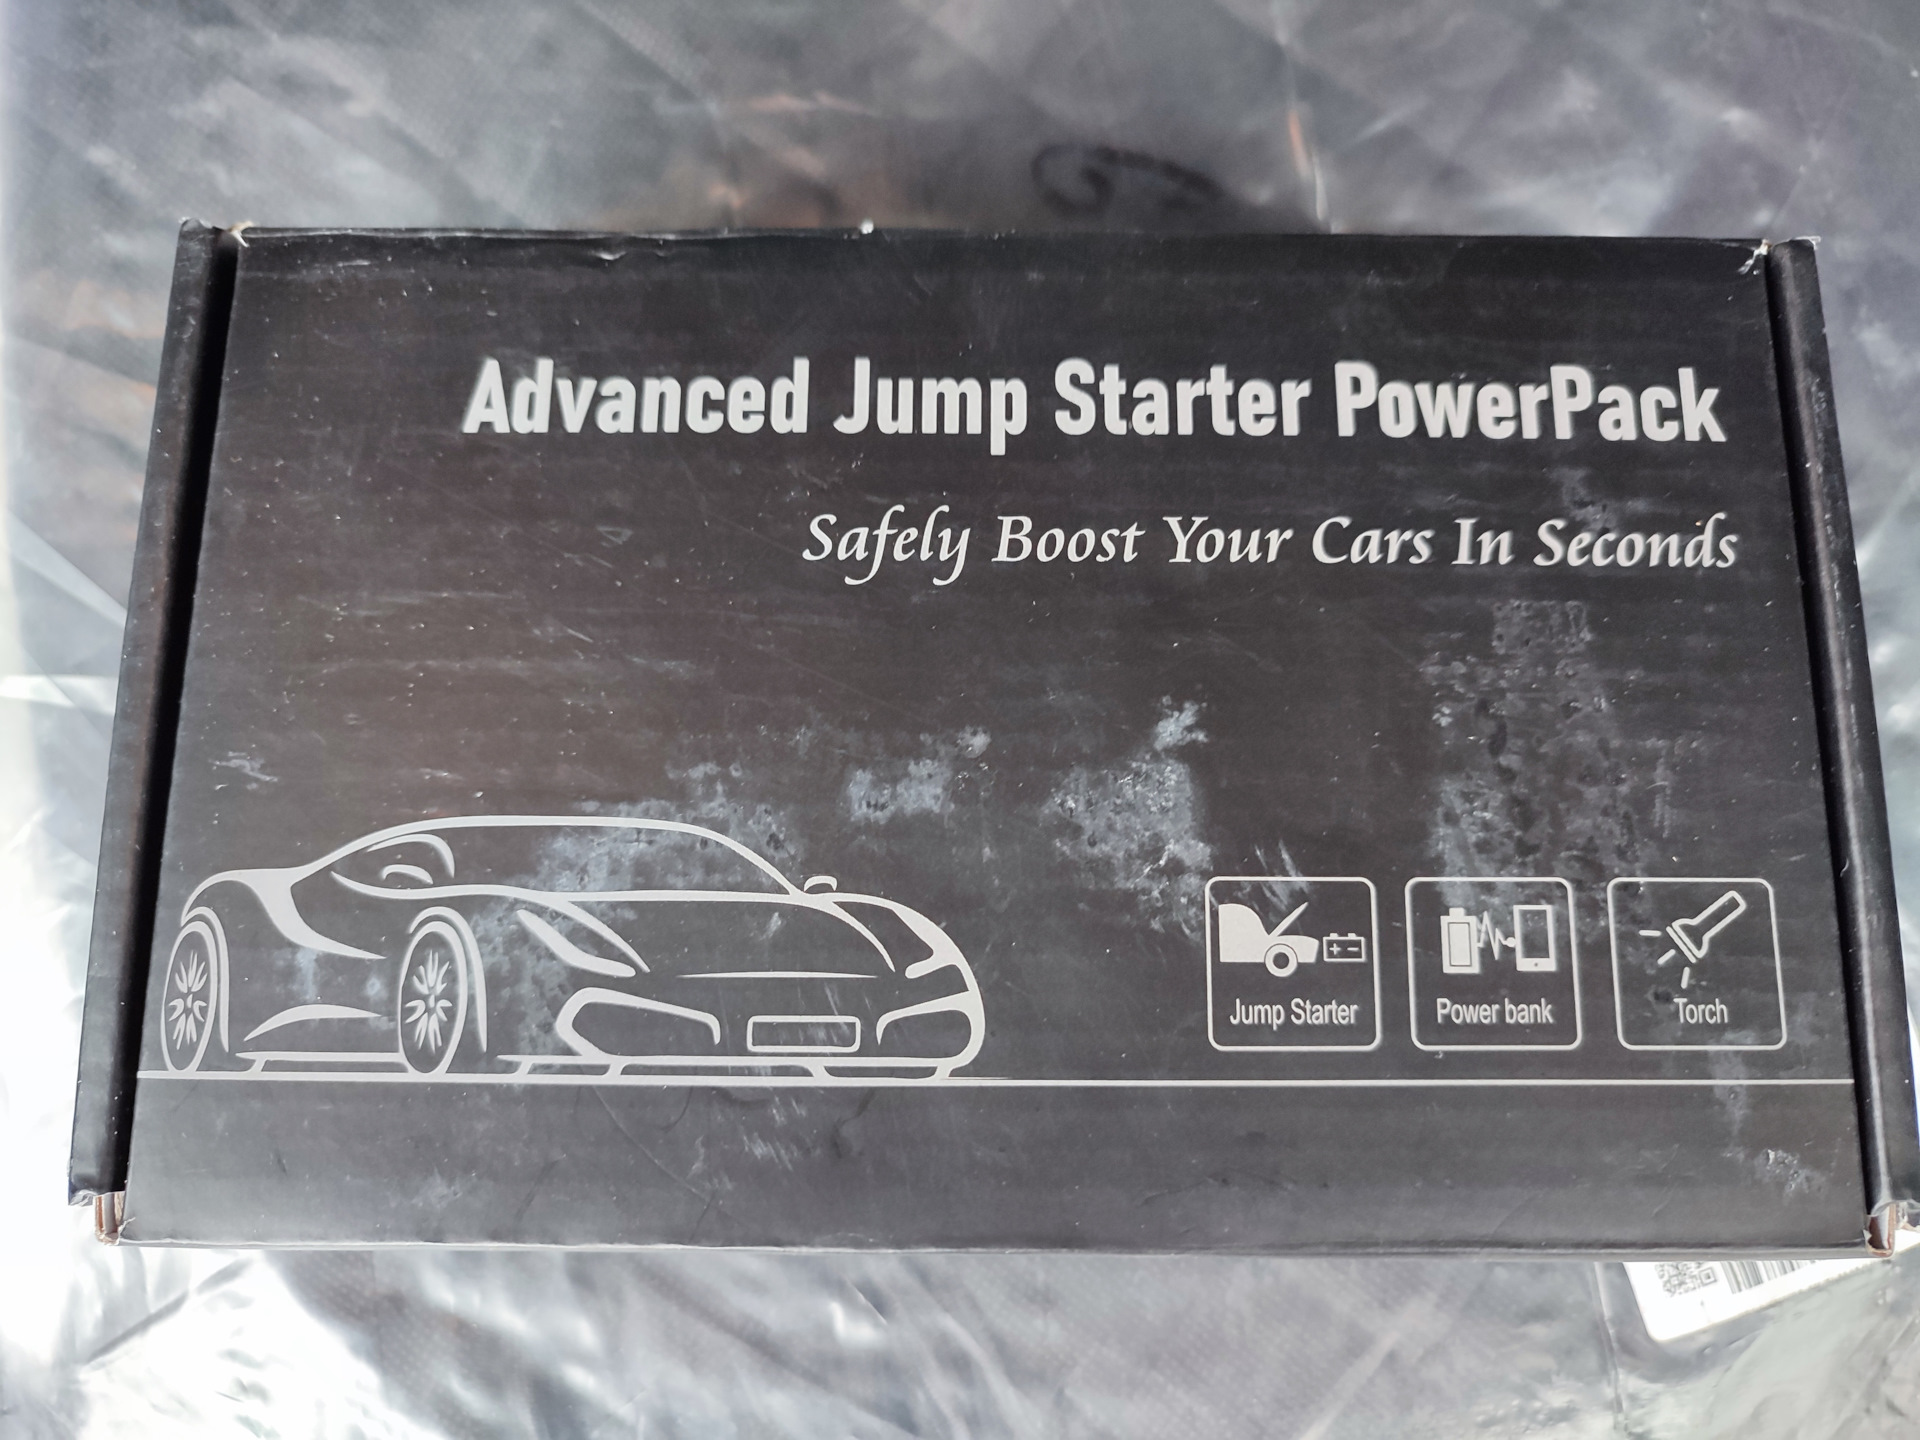 Advanced Jump Starter PowerPack
Safely Boost Your Cars In Seconds
Jump Starter
Power bank
Torch